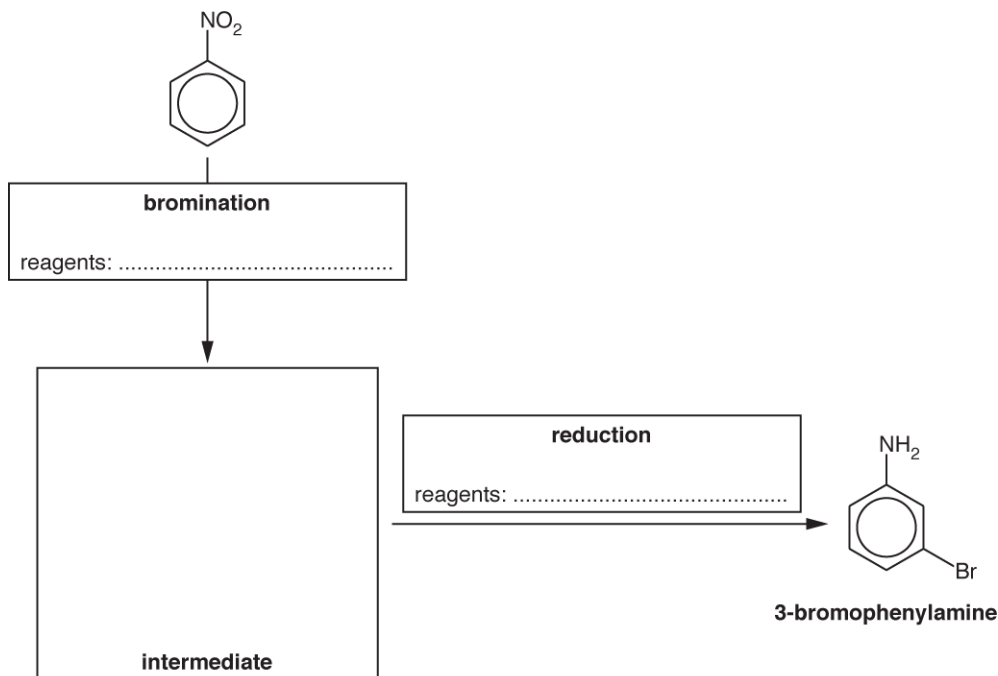 NO₂
bromination
reagents: .............................................
reduction
reagents: .............................................
NH₂
Br
3-bromophenylamine
intermediate